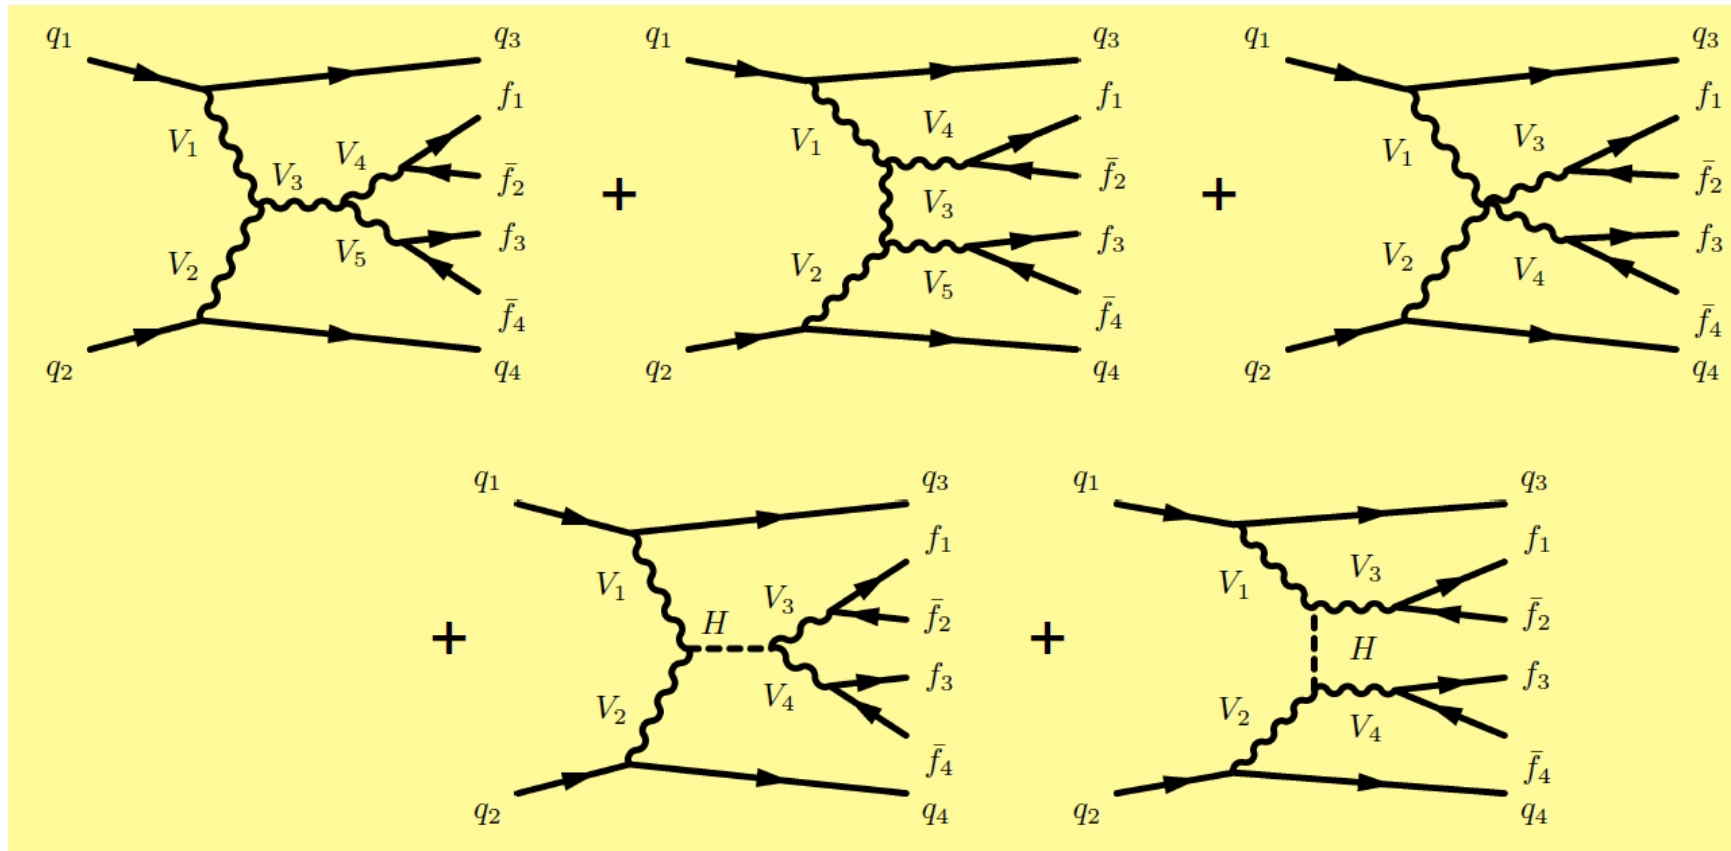 q₁ q₃ q₁ q₃ q₁ q₃
f₁ f₁ f₁
V₁ V₄ V₁ V₄ V₁ V₃
V₃ f̄₂ + f̄₂ + f̄₂
V₃
V₂ V₅ f₃ V₂ V₅ f₃ V₂ V₄ f₃
f̄₄ f̄₄ f̄₄
q₂ q₄ q₂ q₄ q₂ q₄
q₁ q₃ q₁ q₃
f₁ f₁
V₁ V₃ V₁ V₃
+ H f̄₂ + H f̄₂
V₂ V₄ f₃ V₂ V₄ f₃
f̄₄ f̄₄
q₂ q₄ q₂ q₄